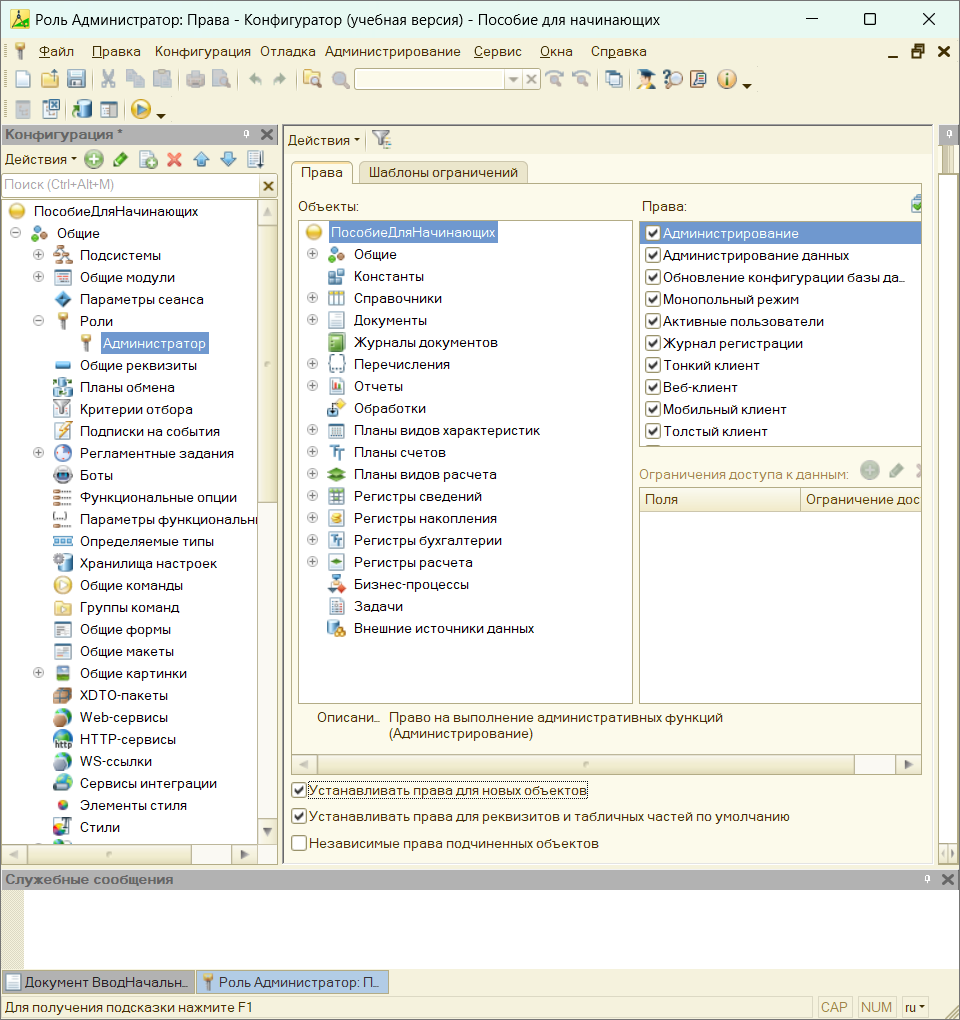 Роль Администратор: Права - Конфигуратор (учебная версия) - Пособие для начинающих
Файл Правка Конфигурация Отладка Администрирование Сервис Окна Справка
Конфигурация *
Действия
Поиск (Ctrl+Alt+M)
ПособиеДляНачинающих
Общие
Подсистемы
Общие модули
Параметры сеанса
Роли
Администратор
Общие реквизиты
Планы обмена
Критерии отбора
Подписки на события
Регламентные задания
Боты
Функциональные опции
Параметры функциональн
Определяемые типы
Хранилища настроек
Общие команды
Группы команд
Общие формы
Общие макеты
Общие картинки
XDTO-пакеты
Web-сервисы
HTTP-сервисы
WS-ссылки
Сервисы интеграции
Элементы стиля
Стили
Действия
Права Шаблоны ограничений
Объекты:
ПособиеДляНачинающих
Общие
Константы
Справочники
Документы
Журналы документов
Перечисления
Отчеты
Обработки
Планы видов характеристик
Планы счетов
Планы видов расчета
Регистры сведений
Регистры накопления
Регистры бухгалтерии
Регистры расчета
Бизнес-процессы
Задачи
Внешние источники данных
Права:
Администрирование
Администрирование данных
Обновление конфигурации базы да...
Монопольный режим
Активные пользователи
Журнал регистрации
Тонкий клиент
Веб-клиент
Мобильный клиент
Толстый клиент
Ограничения доступа к данным:
Поля Ограничение дос
Описани... Право на выполнение административных функций
(Администрирование)
Устанавливать права для новых объектов
Устанавливать права для реквизитов и табличных частей по умолчанию
Независимые права подчиненных объектов
Служебные сообщения
Документ ВводНачальн... Роль Администратор: П...
Для получения подсказки нажмите F1 CAP NUM ru